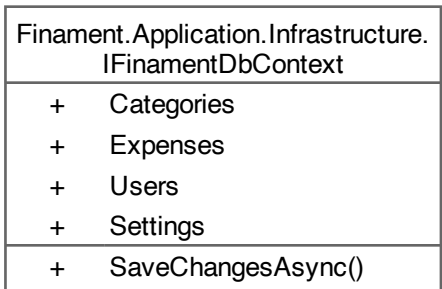 Finament.Application.Infrastructure.
IFinamentDbContext
+ Categories
+ Expenses
+ Users
+ Settings
+ SaveChangesAsync()